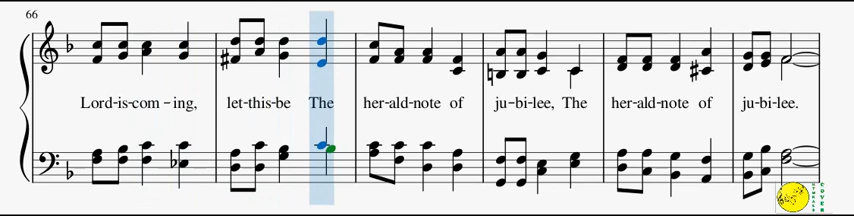 66
Lord-is-com-ing, let-this-be The her-ald-note of ju-bi-lee, The her-ald-note of ju-bi-lee.